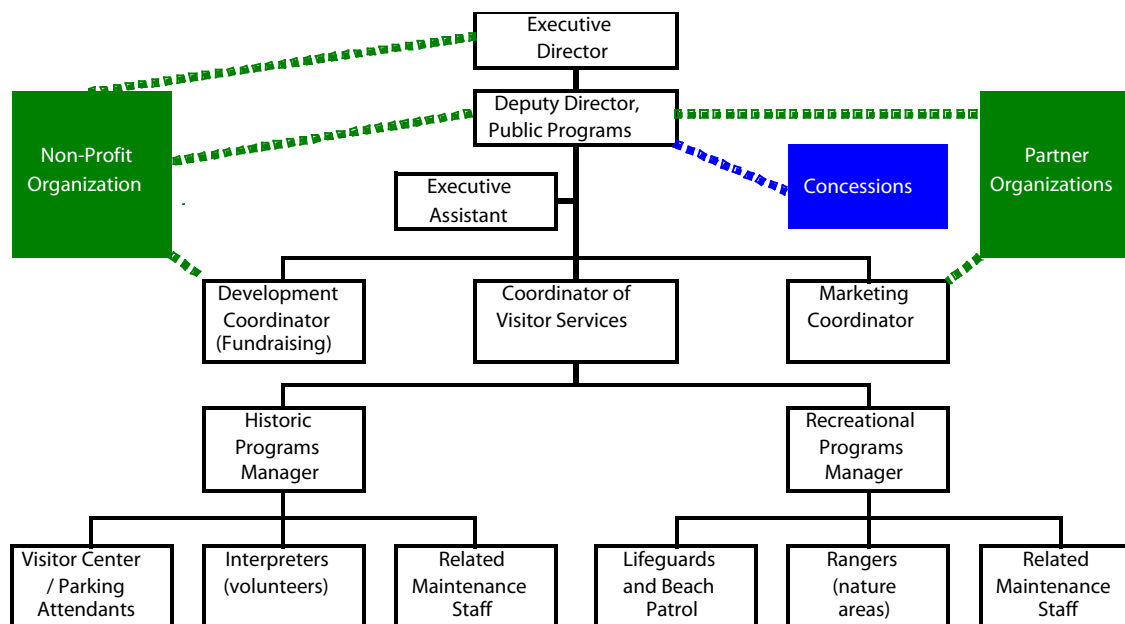 Executive
Director
Deputy Director,
Public Programs
Non-Profit
Organization
Concessions
Partner
Organizations
Executive
Assistant
Development
Coordinator
(Fundraising)
Coordinator of
Visitor Services
Marketing
Coordinator
Historic
Programs
Manager
Recreational
Programs
Manager
Visitor Center
/ Parking
Attendants
Interpreters
(volunteers)
Related
Maintenance
Staff
Lifeguards
and Beach
Patrol
Rangers
(nature
areas)
Related
Maintenance
Staff